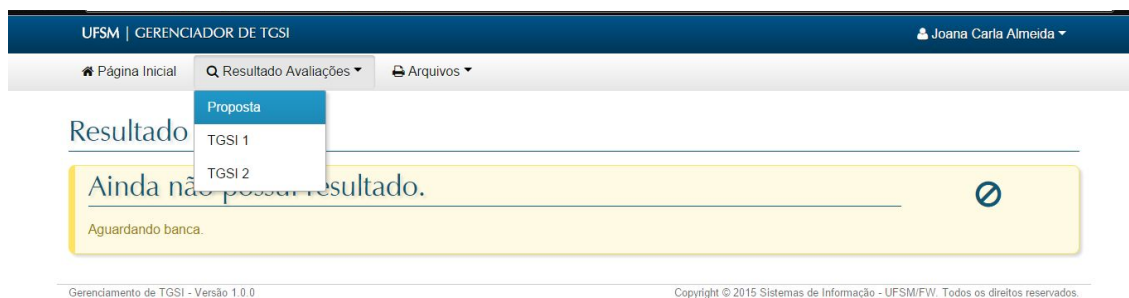 UFSM | GERENCIADOR DE TGSI
Joana Carla Almeida
Página Inicial
Resultado Avaliações
Arquivos
Proposta
TGSI 1
TGSI 2
Resultado
Ainda não possui resultado.
Aguardando banca.
Gerenciamento de TGSI - Versão 1.0.0
Copyright © 2015 Sistemas de Informação - UFSM/FW. Todos os direitos reservados.